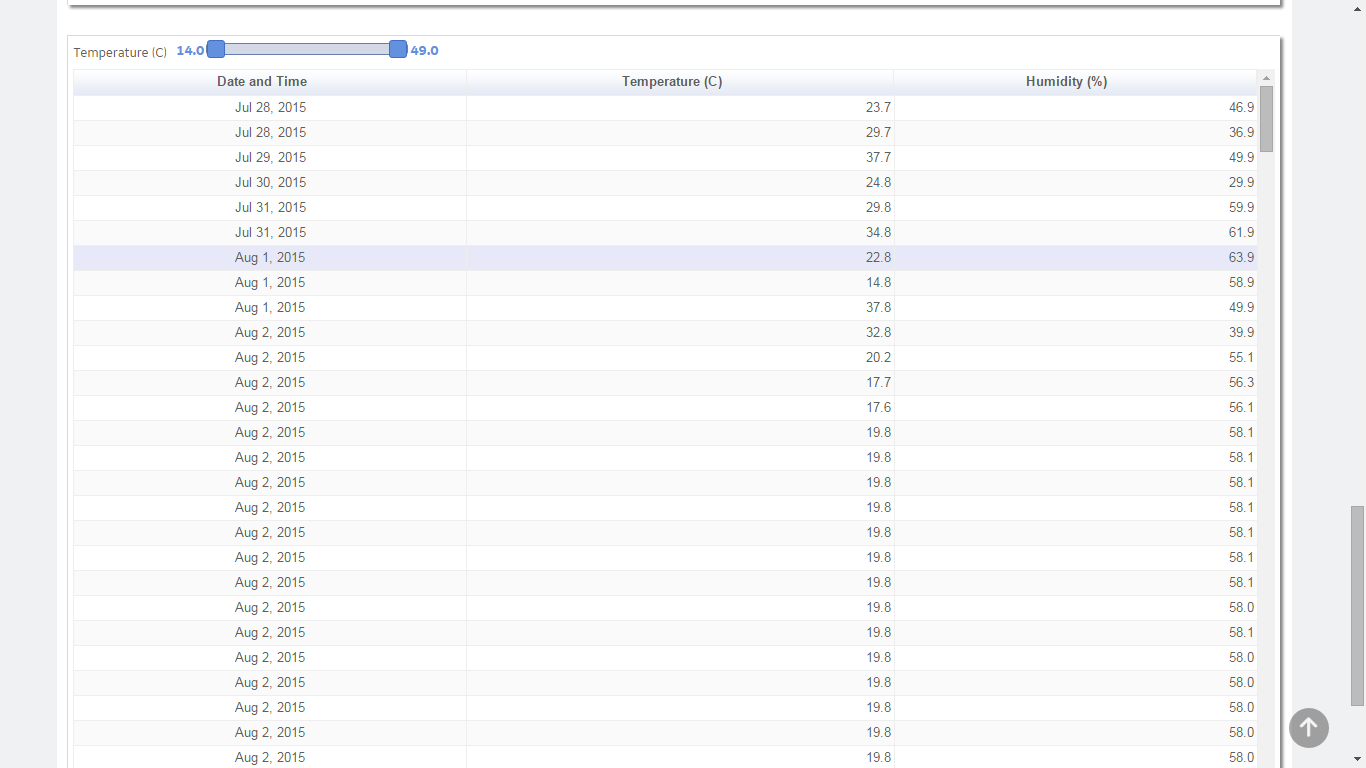 Temperature (C) 14.0 49.0
Date and Time Temperature (C) Humidity (%)
Jul 28, 2015 23.7 46.9
Jul 28, 2015 29.7 36.9
Jul 29, 2015 37.7 49.9
Jul 30, 2015 24.8 29.9
Jul 31, 2015 29.8 59.9
Jul 31, 2015 34.8 61.9
Aug 1, 2015 22.8 63.9
Aug 1, 2015 14.8 58.9
Aug 1, 2015 37.8 49.9
Aug 2, 2015 32.8 39.9
Aug 2, 2015 20.2 55.1
Aug 2, 2015 17.7 56.3
Aug 2, 2015 17.6 56.1
Aug 2, 2015 19.8 58.1
Aug 2, 2015 19.8 58.1
Aug 2, 2015 19.8 58.1
Aug 2, 2015 19.8 58.1
Aug 2, 2015 19.8 58.1
Aug 2, 2015 19.8 58.1
Aug 2, 2015 19.8 58.1
Aug 2, 2015 19.8 58.0
Aug 2, 2015 19.8 58.1
Aug 2, 2015 19.8 58.0
Aug 2, 2015 19.8 58.0
Aug 2, 2015 19.8 58.0
Aug 2, 2015 19.8 58.0
Aug 2, 2015 19.8 58.0